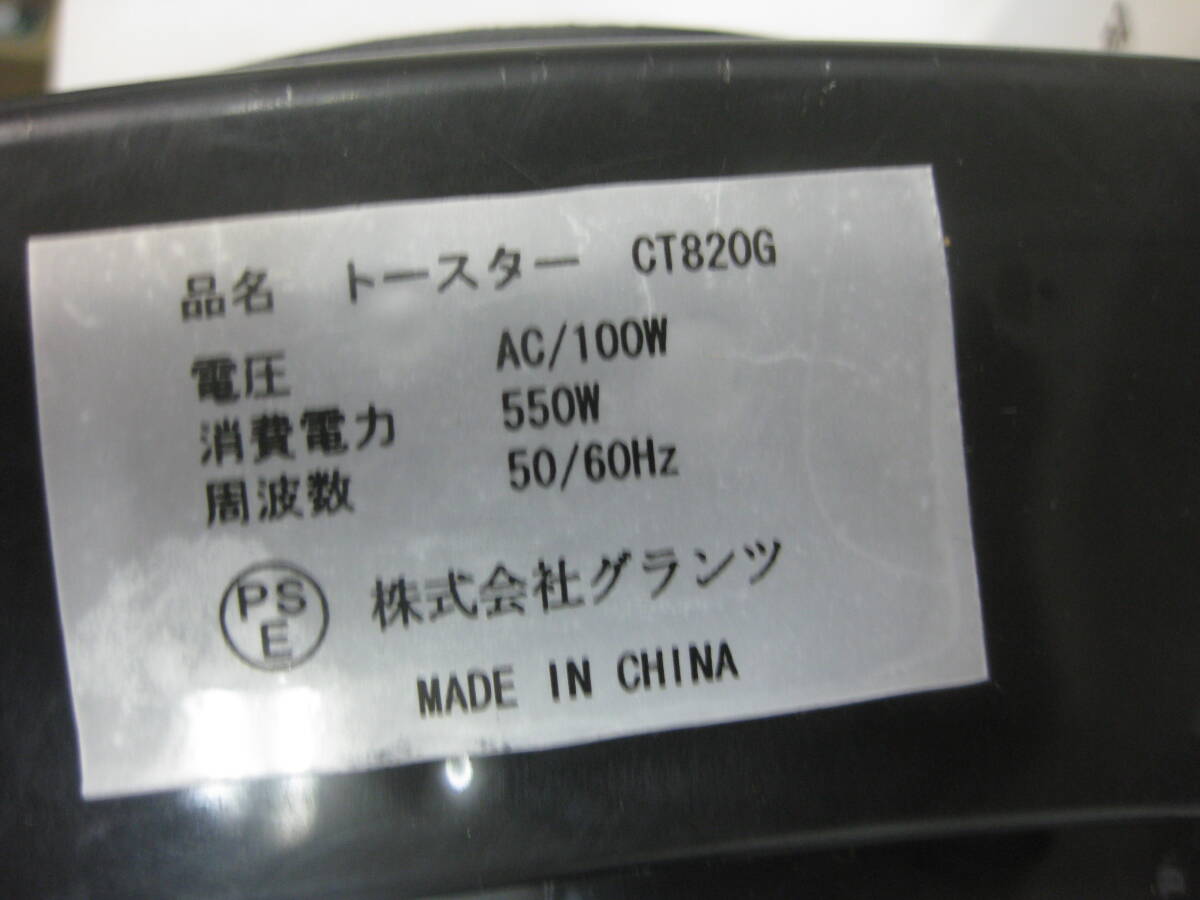 品名 トースター CT820G
電圧 AC/100W
消費電力 550W
周波数 50/60Hz
PSE 株式会社グランツ
MADE IN CHINA